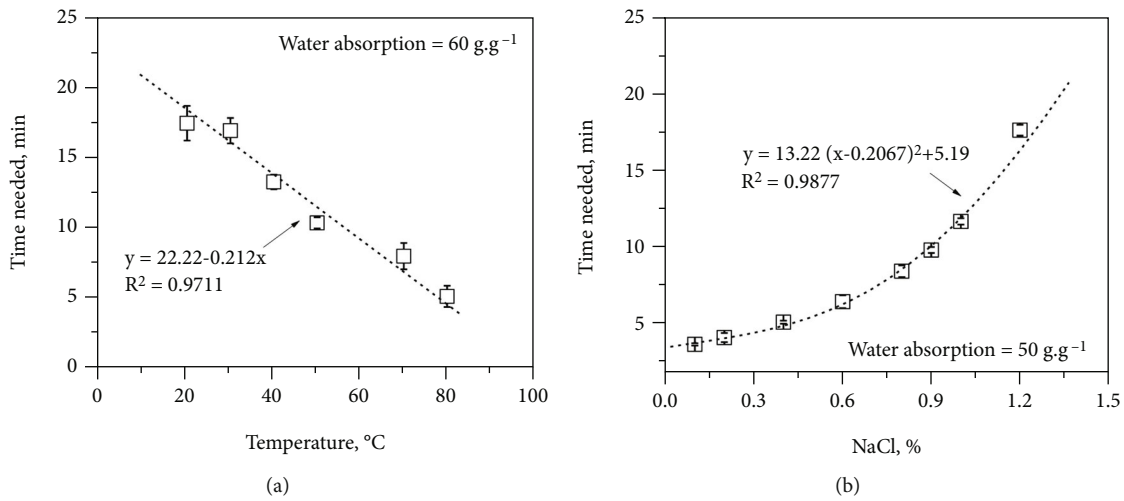 25
20
15
10
5
0
0
20
40
60
80
100
Time needed, min
Temperature, °C
Water absorption = 60 g.g⁻¹
y = 22.22-0.212x
R² = 0.9711
(a)
25
20
15
10
5
0.0
0.3
0.6
0.9
1.2
1.5
Time needed, min
NaCl, %
y = 13.22 (x-0.2067)²+5.19
R² = 0.9877
Water absorption = 50 g.g⁻¹
(b)